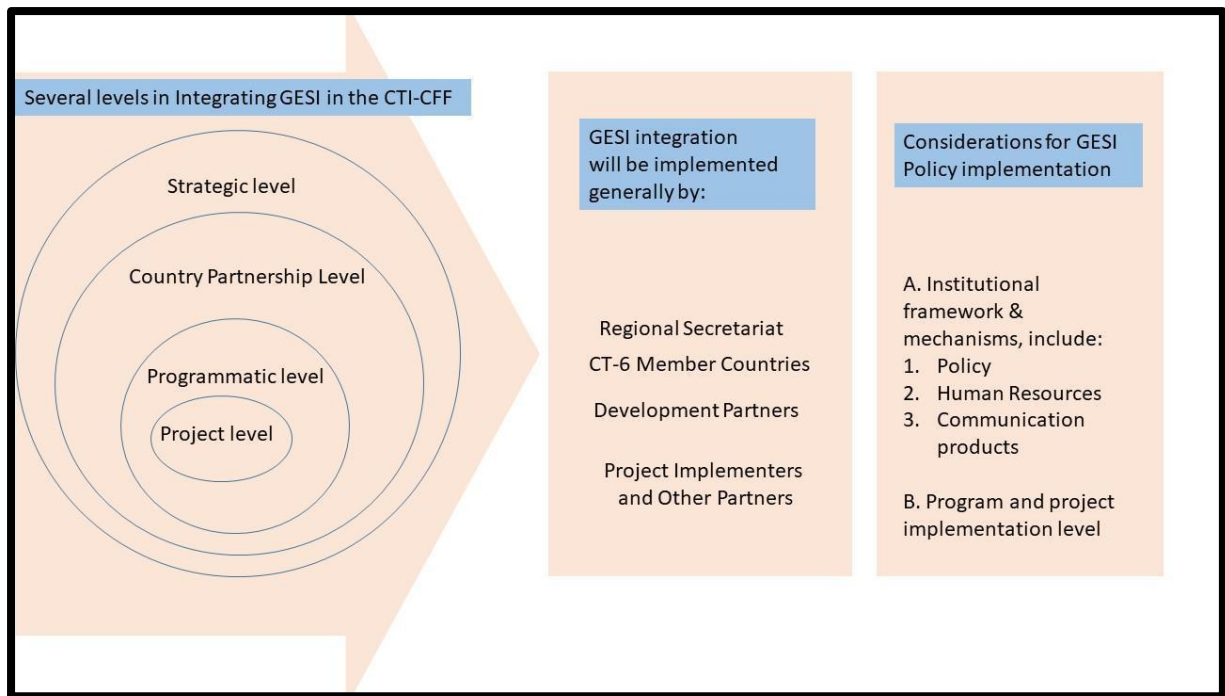 Several levels in Integrating GESI in the CTI-CFF
Strategic level
Country Partnership Level
Programmatic level
Project level
GESI integration
will be implemented
generally by:
Regional Secretariat
CT-6 Member Countries
Development Partners
Project Implementers
and Other Partners
Considerations for GESI
Policy implementation
A. Institutional
framework &
mechanisms, include:
1. Policy
2. Human Resources
3. Communication
products
B. Program and project
implementation level